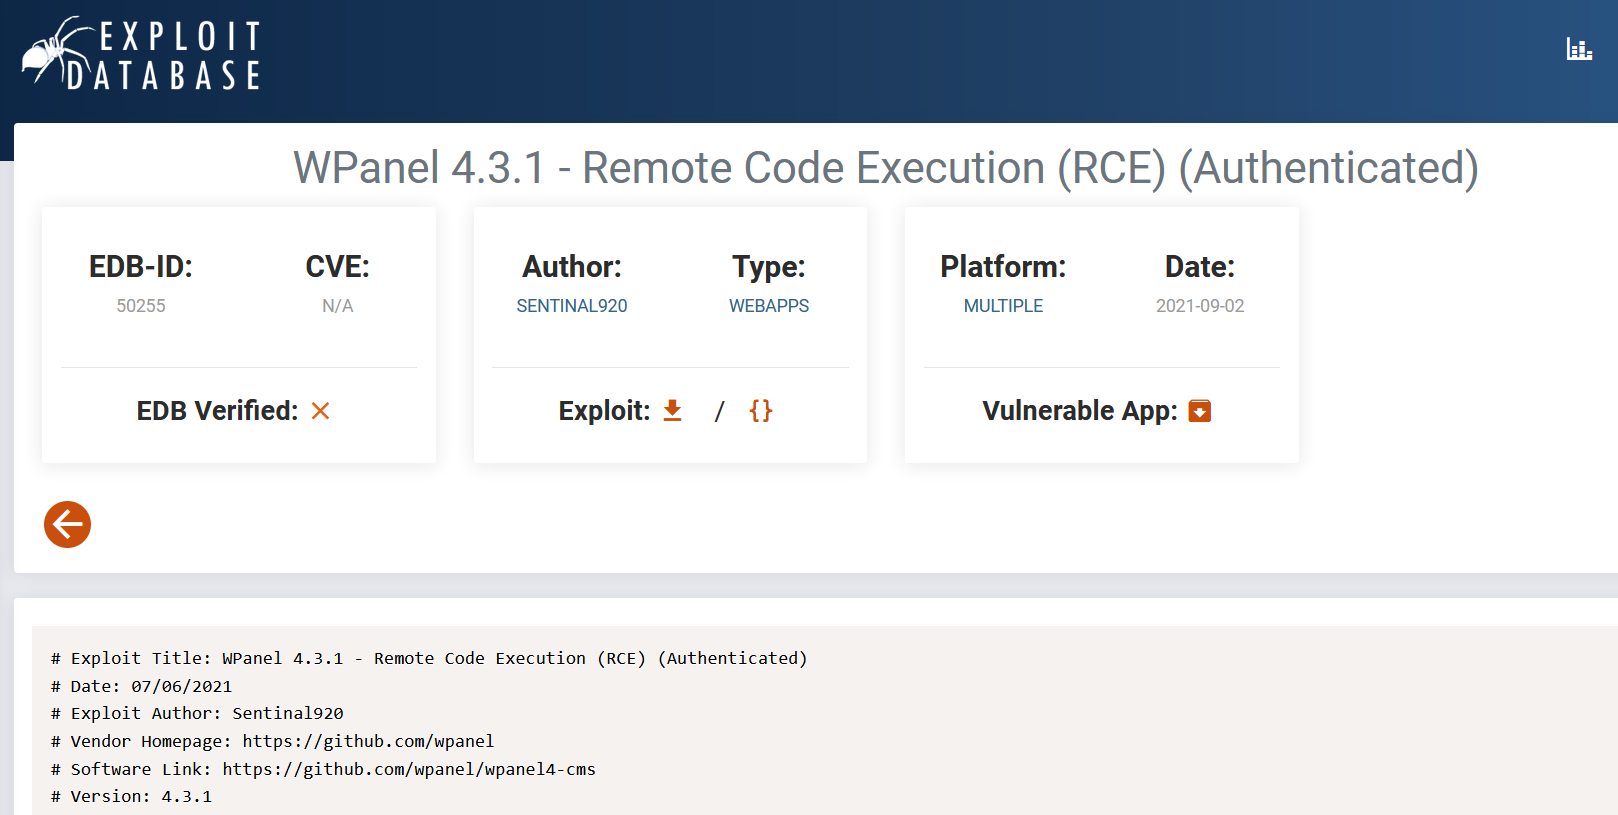 EXPLOIT
DATABASE
WPanel 4.3.1 - Remote Code Execution (RCE) (Authenticated)
EDB-ID:
50255
CVE:
N/A
EDB Verified:
Author:
SENTINAL920
Type:
WEBAPPS
Exploit: / {}
Platform:
MULTIPLE
Date:
2021-09-02
Vulnerable App:
# Exploit Title: WPanel 4.3.1 - Remote Code Execution (RCE) (Authenticated)
# Date: 07/06/2021
# Exploit Author: Sentinal920
# Vendor Homepage: https://github.com/wpanel
# Software Link: https://github.com/wpanel/wpanel4-cms
# Version: 4.3.1